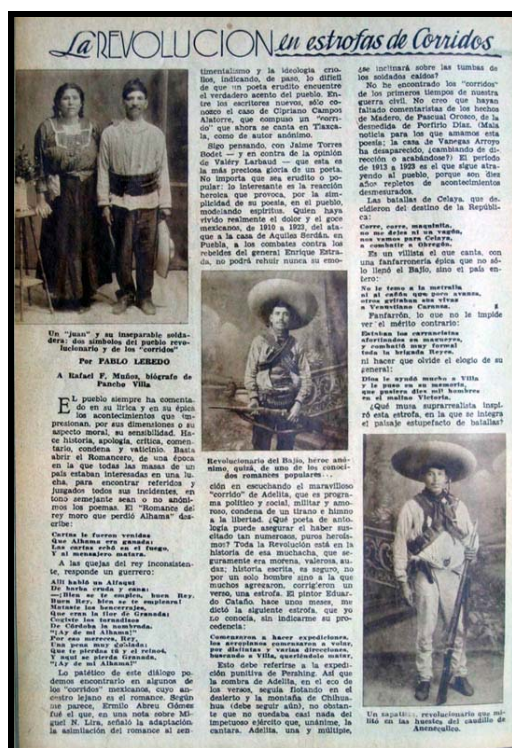 La REVOLUCION en estrofas de Corridos
Un "juan" y su inseparable solda-
dera: dos símbolos del pueblo revo-
lucionario y de los "corridos"
Por PABLO LEREDO
A Rafael F. Muñoz, biógrafo de
Pancho Villa
EL pueblo siempre ha comenta-
do en su lírica y en su épica
los acontecimientos que im-
presionan, por sus dimensiones o su
aspecto moral, su sensibilidad. Ha-
ce historia, apología, crítica, comen-
tario, condena y vaticinio. Basta
abrir el Romancero, de una época
en la que todas las masas de un
país estaban interesadas en una lu-
cha, para encontrar referidos y
juzgados todos sus incidentes, en
tono semejante sean o no anóni-
mos los poemas. El "Romance del
rey moro que perdió Alhama" des-
cribe:
Cartas le fueron venidas
Que Alhama era ganada;
Las cartas echó en el fuego,
Y al mensajero matara.
A las quejas del rey inconsisten-
te, responde un guerrero:
Allí habló un Alfaquí
De barba cruda y cana:
—¡Bien se te emplea, buen Rey,
Buen Rey, bien se te empleara!
Mataste los bencerrajes,
Que eran la flor de Granada;
Cogiste los tornadizos
De Córdoba la nombrada.
"¡Ay de mi Alhama!"
Por eso mereces, Rey,
Una pena muy doblada:
Que te pierdas tú y el reino,
Y aquí se pierda Granada,
"¡Ay de mi Alhama!"
Lo patético de este diálogo po-
demos encontrarlo en algunos de
los "corridos" mexicanos, cuyo an-
cestro lejano es el romance. Según
me parece, Ermilo Abreu Gómez
fué el que, en una nota sobre Mi-
guel N. Lira, señaló la adaptación,
la asimilación del romance al sen-
timentalismo y la ideología crio-
llos, indicando, de paso, lo difícil
de que un poeta erudito encuentre
el verdadero acento del pueblo. En-
tre los escritores nuevos, sólo co-
nozco el caso de Cipriano Campos
Alatorre, que compuso un "corri-
do" que ahora se canta en Tlaxca-
la, como de autor anónimo.
Sigo pensando, con Jaime Torres
Bodet — y en contra de la opinión
de Valéry Larbaud — que esta es
la más preciosa gloria de un poeta.
No importa que sea erudito o po-
pular: lo interesante es la reacción
heroica que provoca, por la sim-
plicidad de su poesía, en el pueblo,
modelando espíritus. Quien haya
vivido realmente el dolor y el goce
mexicanos, de 1910 a 1923, del ata-
que a la casa de Aquiles Serdán, en
Puebla, a los combates contra los
rebeldes del general Enrique Estra-
da, no podrá rehuir nunca su emo-
Revolucionario del Bajío, héroe anó-
nimo, quizá, de uno de los conoci-
dos romances populares...
ción en escuchando el maravilloso
"corrido" de Adelita, que es progra-
ma político y social, militar y amo-
roso, condena de un tirano e himno
a la libertad. ¿Qué poeta de anto-
logía puede asegurar el haber sus-
citado tan numerosos, puros heroís-
mos? Toda la Revolución está en la
historia de esa muchacha, que se-
guramente era morena, valerosa, au-
daz; historia escrita, es seguro, no
por un solo hombre sino a la que
muchos agregaron, corrigieron un
verso, una estrofa. El pintor Eduar-
do Cataño, hace unos meses, me
dictó la siguiente estrofa, que yo
no conocía, sin indicarme su pro-
cedencia:
Comenzaron a hacer expediciones,
los aeroplanos comenzaron a volar,
por distintas y varias direcciones,
buscando a Villa, queriéndolo matar.
Esto debe referirse a la expedi-
ción punitiva de Pershing. Así que
la sombra de Adelita, en el eco de
los versos, seguía flotando en el
desierto y la montaña de Chihua-
hua (debe seguir aún), no obstan-
te que no quedaba casi nada del
impetuoso ejército que, unánime, la
cantara. Adelita, una y múltiple,
¿se inclinará sobre las tumbas de
los soldados caídos?
No he encontrado los "corridos"
de los primeros tiempos de nuestra
guerra civil. No creo que hayan
faltado comentaristas de los hechos
de Madero, de Pascual Orozco, de la
despedida de Porfirio Díaz. (Mala
noticia para los que amamos esta
poesía: la casa de Vanegas Arroyo
ha desaparecido, ¿cambiando de di-
rección o acabándose?) El período
de 1913 a 1923 es el que sigue atra-
yendo al pueblo, porque son diez
años repletos de acontecimientos
desmesurados.
Las batallas de Celaya, que de-
cidieron del destino de la Repúbli-
ca:
Corre, corre, maquinita,
no me dejes ni un vagón,
nos vamos para Celaya,
a combatir a Obregón.
Es un villista el que canta, con
una fanfarronería épica que no só-
lo llenó el Bajío, sino el país en-
tero:
No le temo a la metralla
ni al cañón que poco avanza,
otros gritaban sus vivas
a Venustiano Carranza.
Fanfarrón, lo que no le impide
ver el mérito contrario:
Estaban los carrancistas
afortinados en magueyes,
y combatió muy formal
toda la brigada Reyes.
ni hacer que olvide el elogio de su
general:
Dios le ayudó mucho a Villa
y le puso en su memoria,
que pusiera diez mil hombres
en el molino Victoria.
¿Qué musa suprarrealista inspi-
ró esta estrofa, en la que se integra
el paisaje estupefacto de batallas?
Un zapatista, revolucionario que mi-
litó en las huestes del caudillo de
Anenecuilco.